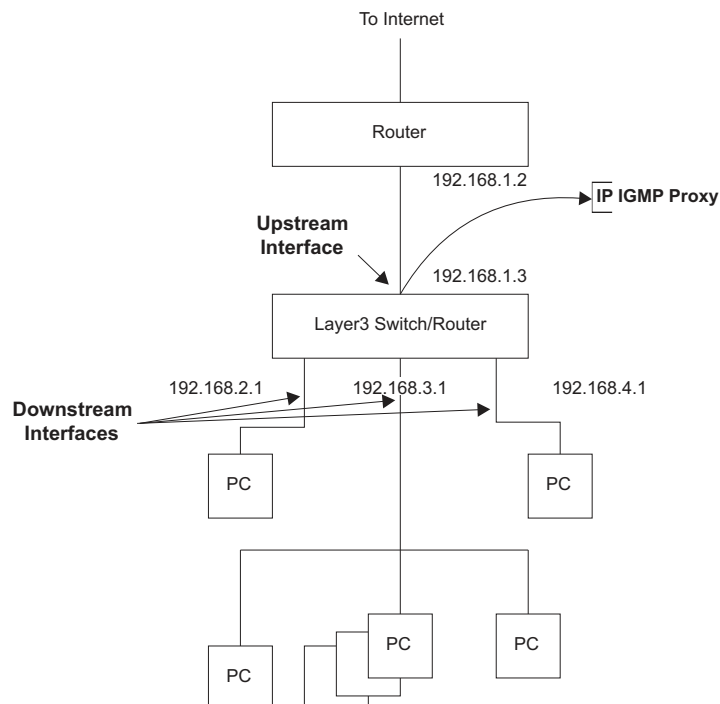 To Internet
Router
192.168.1.2
IP IGMP Proxy
Upstream
Interface
192.168.1.3
Layer3 Switch/Router
192.168.2.1
192.168.3.1
192.168.4.1
Downstream
Interfaces
PC
PC
PC
PC
PC